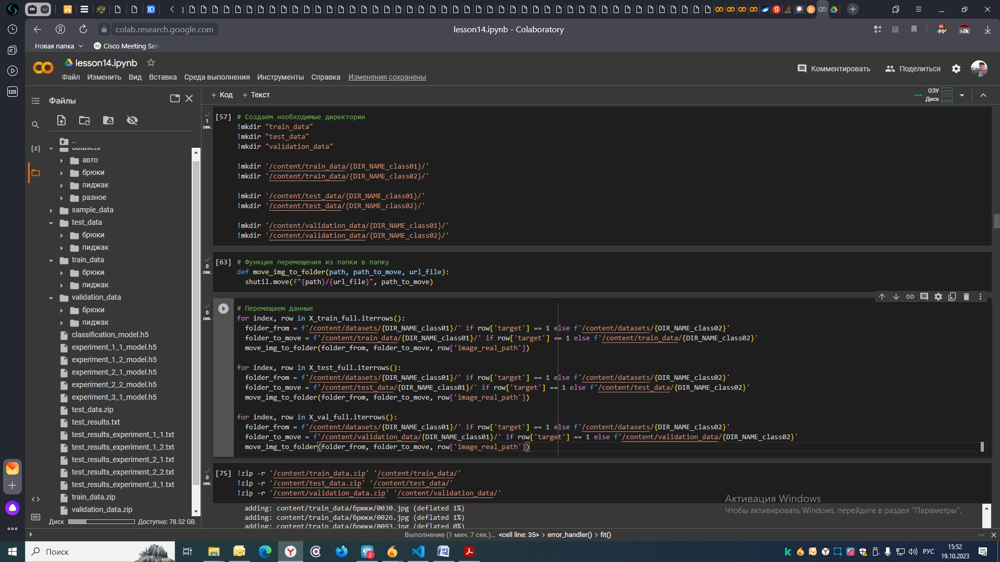 colab.research.google.com
lesson14.ipynb - Colaboratory
>2k
120
Новая папка
Cisco Meeting Ser
lesson14.ipynb
Файл Изменить Вид Вставка Среда выполнения Инструменты Справка Изменения сохранены
Комментировать Поделиться
Файлы
+ Код + Текст
ОЗУ
Диск
..
datasets
авто
брюки
пиджак
разное
sample_data
test_data
брюки
пиджак
train_data
брюки
пиджак
validation_data
брюки
пиджак
classification_model.h5
experiment_1_1_model.h5
experiment_1_2_model.h5
experiment_2_1_model.h5
experiment_2_2_model.h5
experiment_3_1_model.h5
test_data.zip
test_results.txt
test_results_experiment_1_1.txt
test_results_experiment_1_2.txt
test_results_experiment_2_1.txt
test_results_experiment_2_2.txt
test_results_experiment_3_1.txt
train_data.zip
validation_data.zip
Диск Доступно: 78.52 GB.
1
сек.
[57] # Создаем необходимые директории
!mkdir "train_data"
!mkdir "test_data"
!mkdir "validation_data"
!mkdir '/content/train_data/{DIR_NAME_class01}/'
!mkdir '/content/train_data/{DIR_NAME_class02}/'
!mkdir '/content/test_data/{DIR_NAME_class01}/'
!mkdir '/content/test_data/{DIR_NAME_class02}/'
!mkdir '/content/validation_data/{DIR_NAME_class01}/'
!mkdir '/content/validation_data/{DIR_NAME_class02}/'
0
сек.
[63] # Функция перемещения из папки в папку
def move_img_to_folder(path, path_to_move, url_file):
shutil.move(f"{path}/{url_file}", path_to_move)
0
сек.
# Перемещаем данные
for index, row in X_train_full.iterrows():
folder_from = f'/content/datasets/{DIR_NAME_class01}/' if row['target'] == 1 else f'/content/datasets/{DIR_NAME_class02}'
folder_to_move = f'/content/train_data/{DIR_NAME_class01}/' if row['target'] == 1 else f'/content/train_data/{DIR_NAME_class02}'
move_img_to_folder(folder_from, folder_to_move, row['image_real_path'])
for index, row in X_test_full.iterrows():
folder_from = f'/content/datasets/{DIR_NAME_class01}/' if row['target'] == 1 else f'/content/datasets/{DIR_NAME_class02}'
folder_to_move = f'/content/test_data/{DIR_NAME_class01}/' if row['target'] == 1 else f'/content/test_data/{DIR_NAME_class02}'
move_img_to_folder(folder_from, folder_to_move, row['image_real_path'])
for index, row in X_val_full.iterrows():
folder_from = f'/content/datasets/{DIR_NAME_class01}/' if row['target'] == 1 else f'/content/datasets/{DIR_NAME_class02}'
folder_to_move = f'/content/validation_data/{DIR_NAME_class01}/' if row['target'] == 1 else f'/content/validation_data/{DIR_NAME_class02}'
move_img_to_folder(folder_from, folder_to_move, row['image_real_path'])
0
сек.
[75] !zip -r '/content/train_data.zip' '/content/train_data/'
!zip -r '/content/test_data.zip' '/content/test_data/'
!zip -r '/content/validation_data.zip' '/content/validation_data/'
adding: content/train_data/брюки/0030.jpg (deflated 1%)
adding: content/train_data/брюки/0026.jpg (deflated 1%)
adding: content/train_data/брюки/0093.jpg (deflated 0%)
Активация Windows
Чтобы активировать Windows, перейдите в раздел "Параметры".
Выполнение (1 мин. 7 сек.)... <cell line: 35> > error_handler() > fit()
Поиск
РУС
15:52
19.10.2023